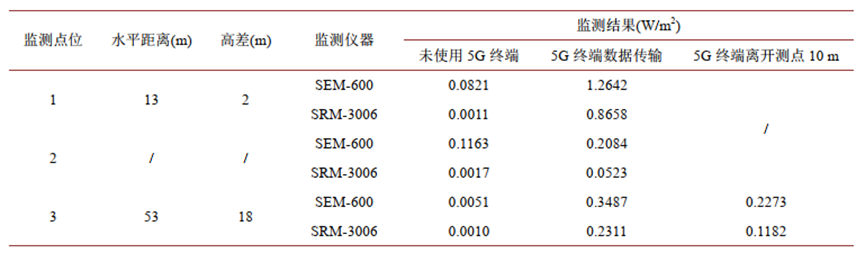 监测点位 水平距离(m) 高差(m) 监测仪器 监测结果(W/m²)
未使用 5G 终端 5G 终端数据传输 5G 终端离开测点 10 m
1 13 2 SEM-600 0.0821 1.2642 /
SRM-3006 0.0011 0.8658
2 / / SEM-600 0.1163 0.2084
SRM-3006 0.0017 0.0523
3 53 18 SEM-600 0.0051 0.3487 0.2273
SRM-3006 0.0010 0.2311 0.1182